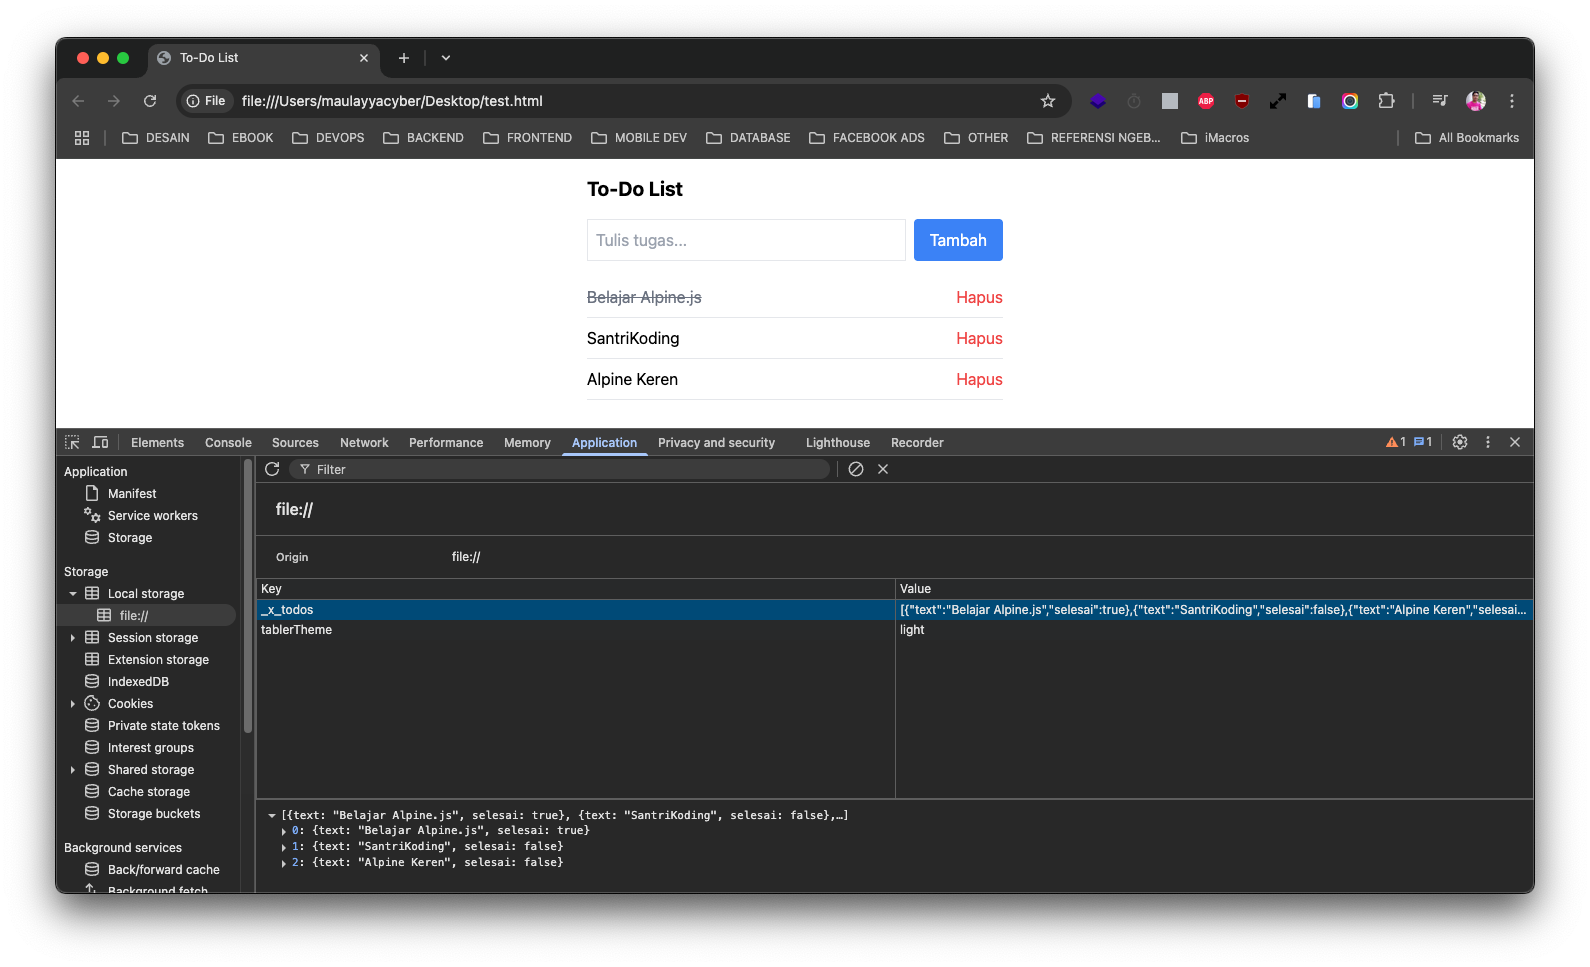 To-Do List
File file:///Users/maulayyacyber/Desktop/test.html ABP
DESAIN EBOOK DEVOPS BACKEND FRONTEND MOBILE DEV DATABASE FACEBOOK ADS OTHER REFERENSI NGEB... iMacros All Bookmarks
To-Do List
Tulis tugas... Tambah
Belajar Alpine.js Hapus
SantriKoding Hapus
Alpine Keren Hapus
Elements Console Sources Network Performance Memory Application Privacy and security Lighthouse Recorder 1 1
Application
Manifest
Service workers
Storage
Storage
Local storage
file://
Session storage
Extension storage
IndexedDB
Cookies
Private state tokens
Interest groups
Shared storage
Cache storage
Storage buckets
Background services
Back/forward cache
Background fetch
Filter
file://
Origin file://
Key Value
_x_todos [{"text":"Belajar Alpine.js","selesai":true},{"text":"SantriKoding","selesai":false},{"text":"Alpine Keren","selesai...
tablerTheme light
[{text: "Belajar Alpine.js", selesai: true}, {text: "SantriKoding", selesai: false},…]
0: {text: "Belajar Alpine.js", selesai: true}
1: {text: "SantriKoding", selesai: false}
2: {text: "Alpine Keren", selesai: false}